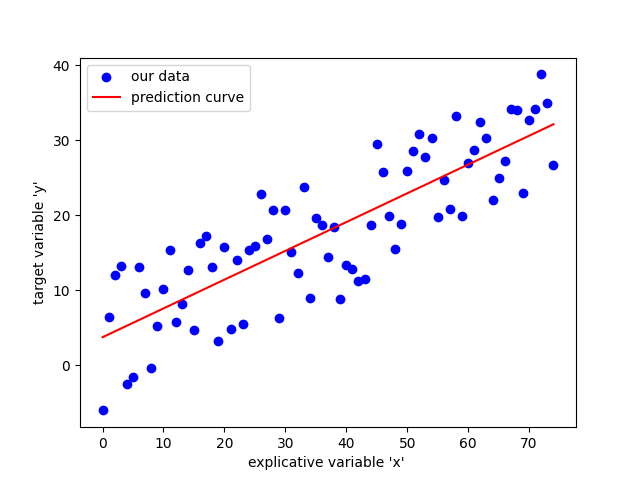 our data
prediction curve
40
30
20
10
0
target variable 'y'
0 10 20 30 40 50 60 70
explicative variable 'x'